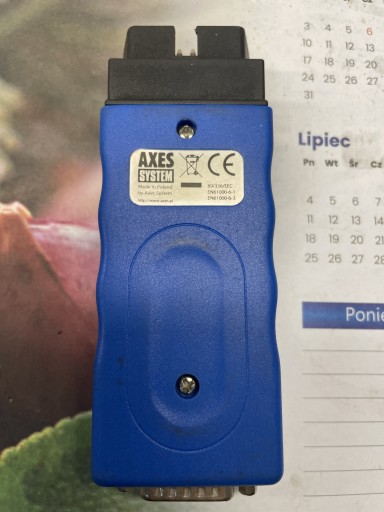 AXES
SYSTEM
CE
Made in Poland
by Axes System
http://www.axes.pl
EN61000-6-1
EN61000-6-3
3 4 5 6
10 11 12 13
17 18 19 20
24 25 26 27
31
Lipiec
Pn Wt Śr Cz
4 5 6 7
11 12 13 14
18 19 20 21
25 26 27 28
Ponie